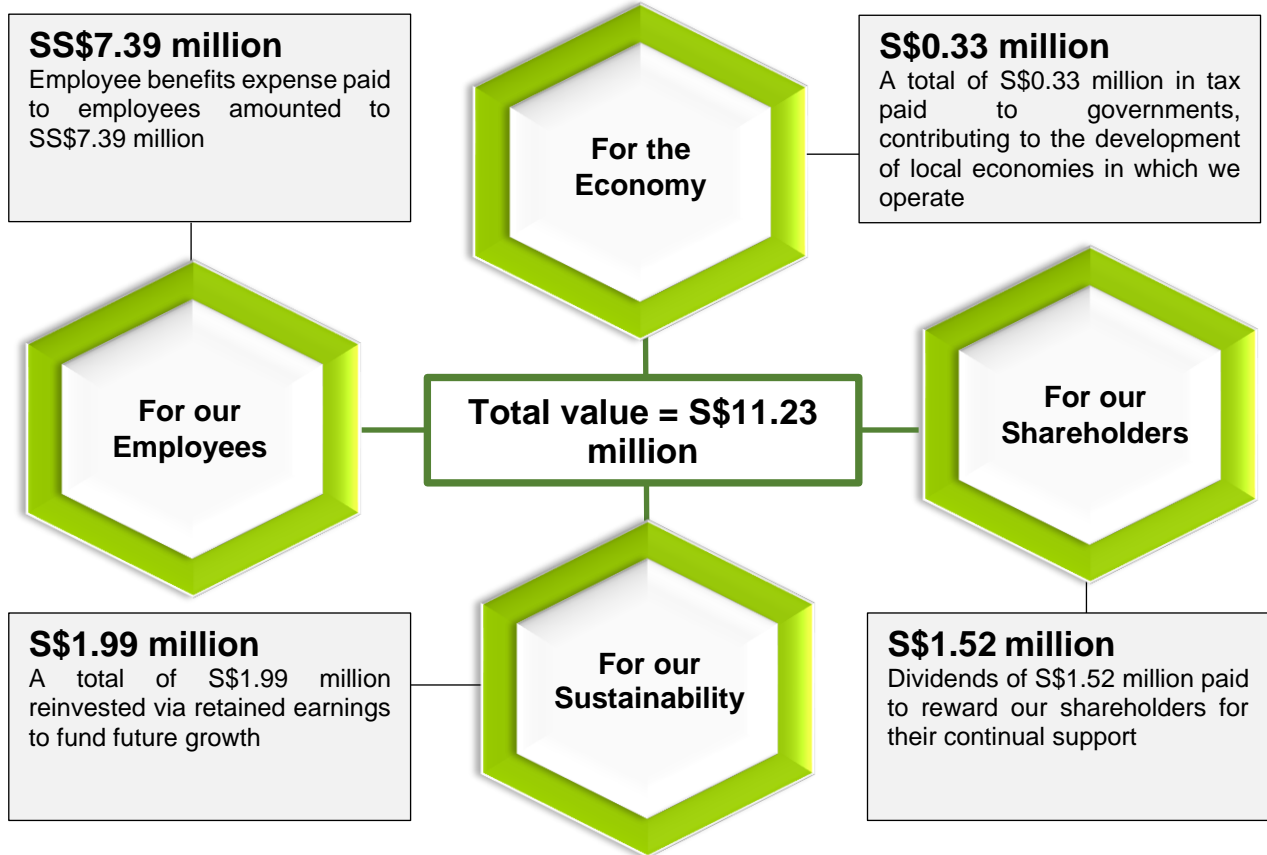 SS$7.39 million
Employee benefits expense paid
to employees amounted to
SS$7.39 million
For the
Economy
S$0.33 million
A total of S$0.33 million in tax
paid to governments,
contributing to the development
of local economies in which we
operate
For our
Employees
Total value = S$11.23
million
For our
Shareholders
S$1.99 million
A total of S$1.99 million
reinvested via retained earnings
to fund future growth
For our
Sustainability
S$1.52 million
Dividends of S$1.52 million paid
to reward our shareholders for
their continual support